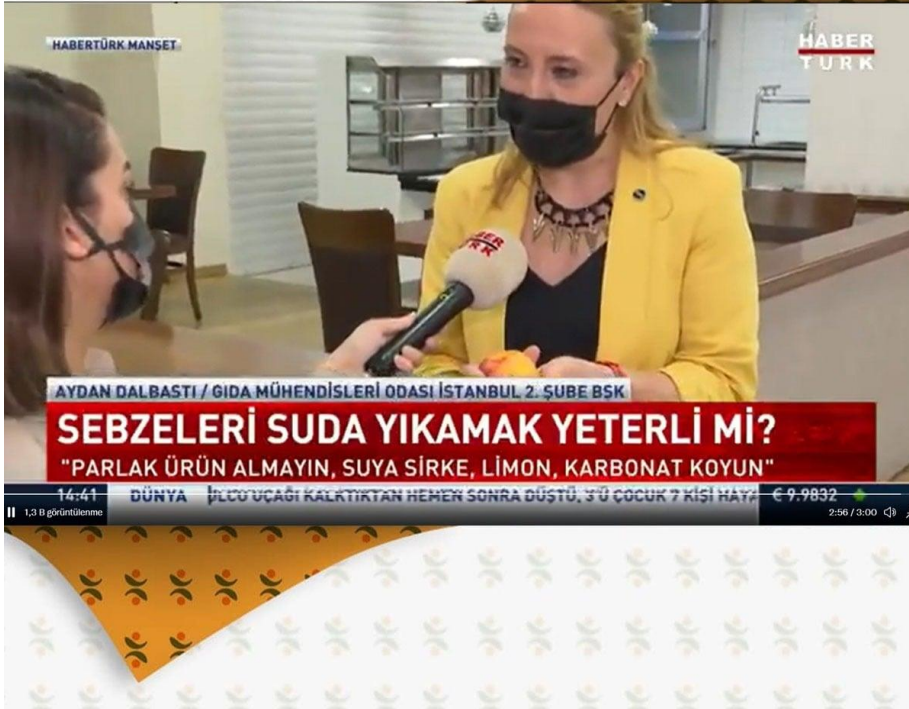 HABERTÜRK MANŞET
HABER
TÜRK
HABER
TÜRK
AYDAN DALBASTI / GIDA MÜHENDİSLERİ ODASI İSTANBUL 2. ŞUBE BŞK
SEBZELERİ SUDA YIKAMAK YETERLİ Mİ?
"PARLAK ÜRÜN ALMAYIN, SUYA SİRKE, LİMON, KARBONAT KOYUN"
14:41 DÜNYA UÇAĞI KALKTIKTAN HEMEN SONRA DÜŞTÜ, 3'Ü ÇOCUK 7 KİŞİ € 9.9832
1,3 B görüntülenme 2:56 / 3:00